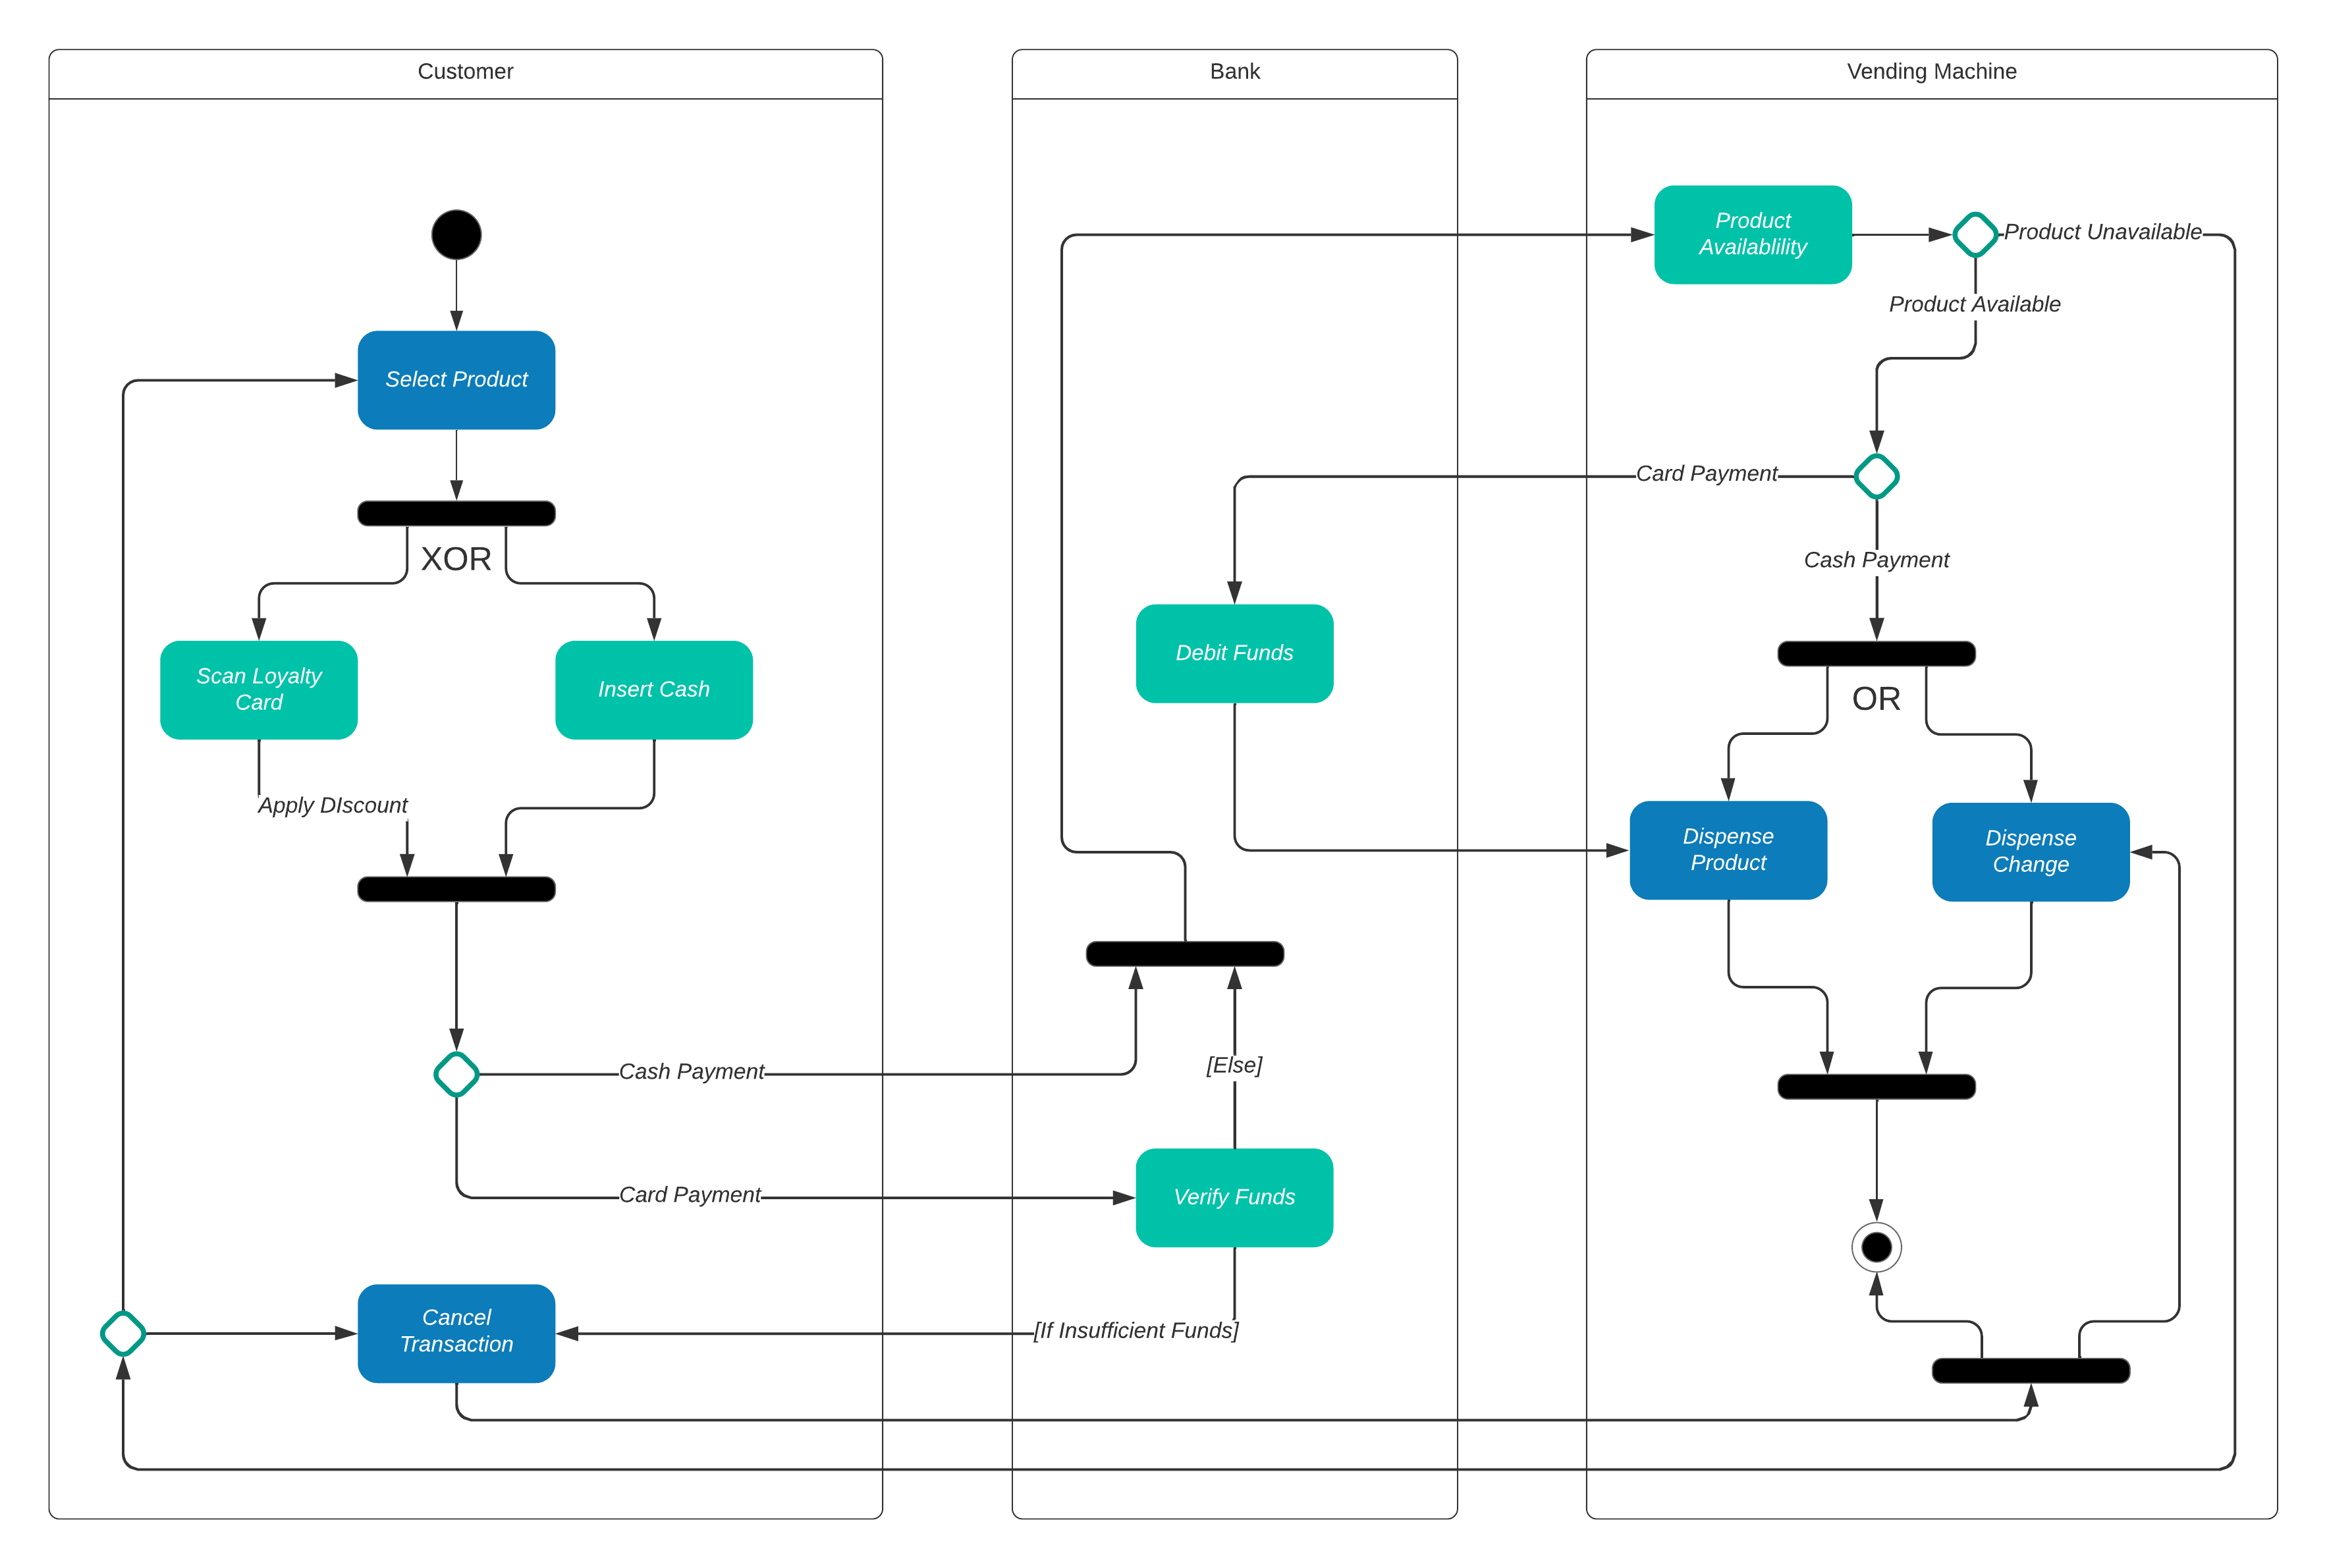 Customer
Bank
Vending Machine
Product
Availablility
Product Unavailable
Product Available
Select Product
Card Payment
XOR
Cash Payment
Scan Loyalty
Card
Insert Cash
Debit Funds
OR
Apply DIscount
Dispense
Product
Dispense
Change
Cash Payment
[Else]
Card Payment
Verify Funds
Cancel
Transaction
[If Insufficient Funds]